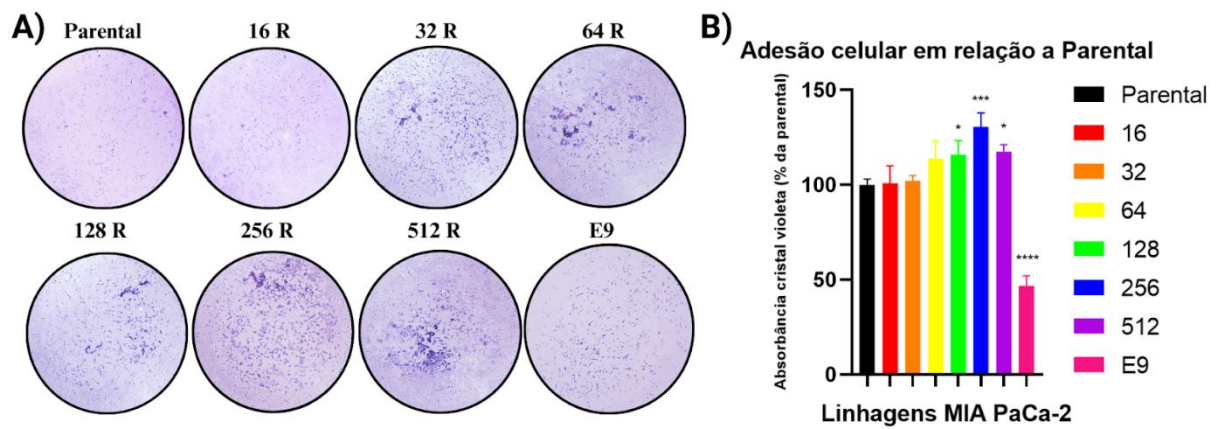 A)
Parental
16 R
32 R
64 R
128 R
256 R
512 R
E9
B)
Adesão celular em relação a Parental
Absorbância cristal violeta (% da parental)
150
100
50
0
*
***
*
****
Linhagens MIA PaCa-2
Parental
16
32
64
128
256
512
E9